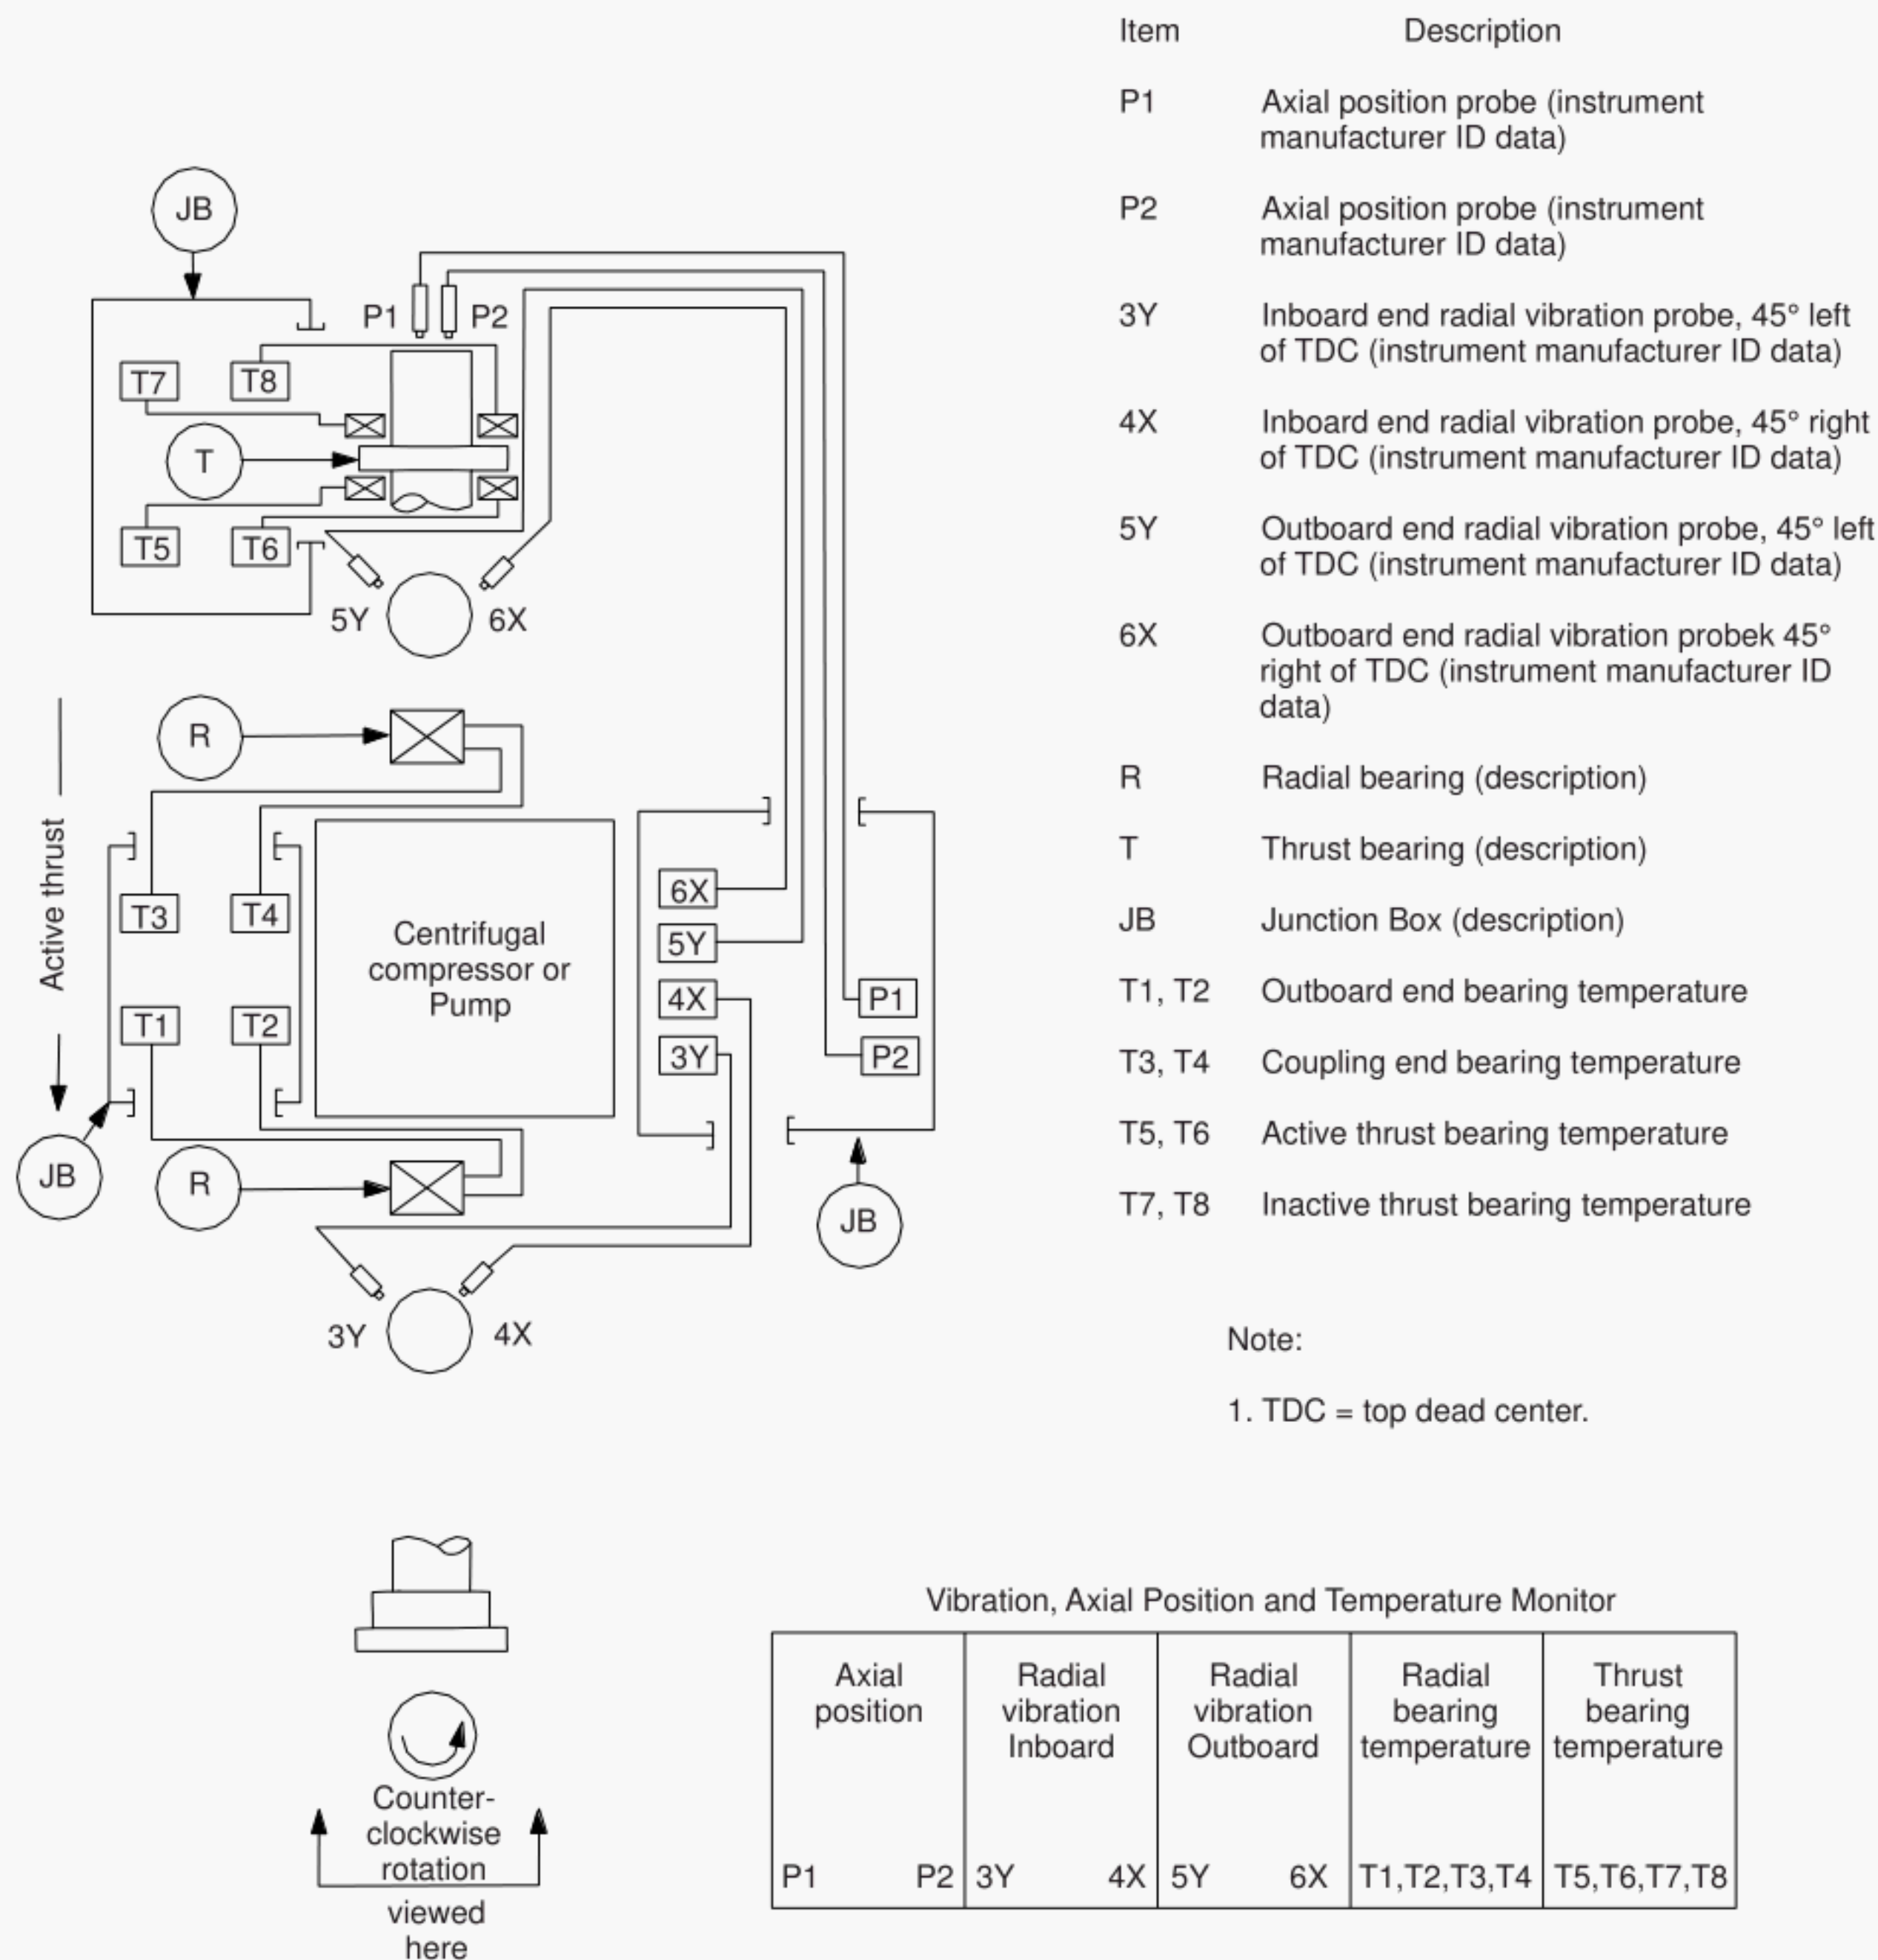 JB
P1
P2
T7
T8
T
T5
T6
5Y
6X
R
Active thrust
T3
T4
Centrifugal
compressor or
Pump
T1
T2
6X
5Y
4X
3Y
P1
P2
JB
R
JB
3Y
4X
Counter-
clockwise
rotation
viewed
here
Item Description
P1 Axial position probe (instrument
manufacturer ID data)
P2 Axial position probe (instrument
manufacturer ID data)
3Y Inboard end radial vibration probe, 45° left
of TDC (instrument manufacturer ID data)
4X Inboard end radial vibration probe, 45° right
of TDC (instrument manufacturer ID data)
5Y Outboard end radial vibration probe, 45° left
of TDC (instrument manufacturer ID data)
6X Outboard end radial vibration probek 45°
right of TDC (instrument manufacturer ID
data)
R Radial bearing (description)
T Thrust bearing (description)
JB Junction Box (description)
T1, T2 Outboard end bearing temperature
T3, T4 Coupling end bearing temperature
T5, T6 Active thrust bearing temperature
T7, T8 Inactive thrust bearing temperature
Note:
1. TDC = top dead center.
Vibration, Axial Position and Temperature Monitor
Axial
position
P1 P2
Radial
vibration
Inboard
3Y 4X
Radial
vibration
Outboard
5Y 6X
Radial
bearing
temperature
T1,T2,T3,T4
Thrust
bearing
temperature
T5,T6,T7,T8